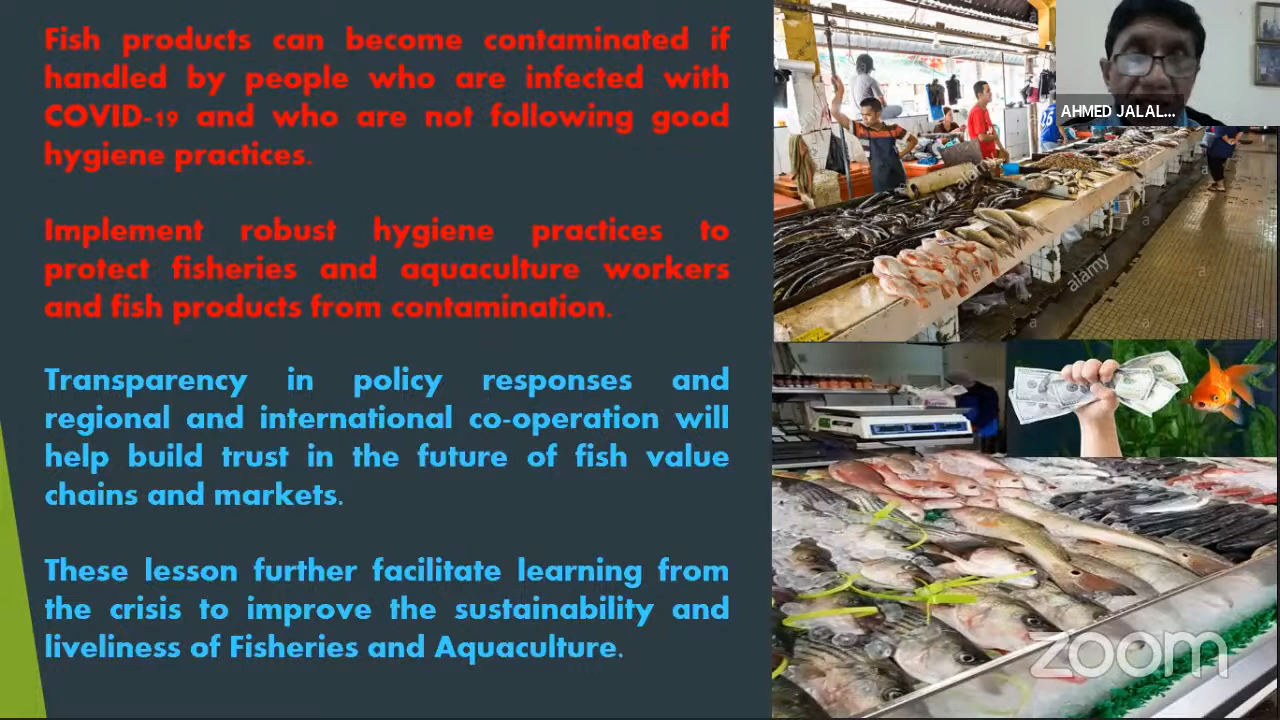 Fish products can become contaminated if
handled by people who are infected with
COVID-19 and who are not following good
hygiene practices.
Implement robust hygiene practices to
protect fisheries and aquaculture workers
and fish products from contamination.
Transparency in policy responses and
regional and international co-operation will
help build trust in the future of fish value
chains and markets.
These lesson further facilitate learning from
the crisis to improve the sustainability and
liveliness of Fisheries and Aquaculture.
AHMED JALAL...
alamy
alamy
a
a
a
a
a
zoom